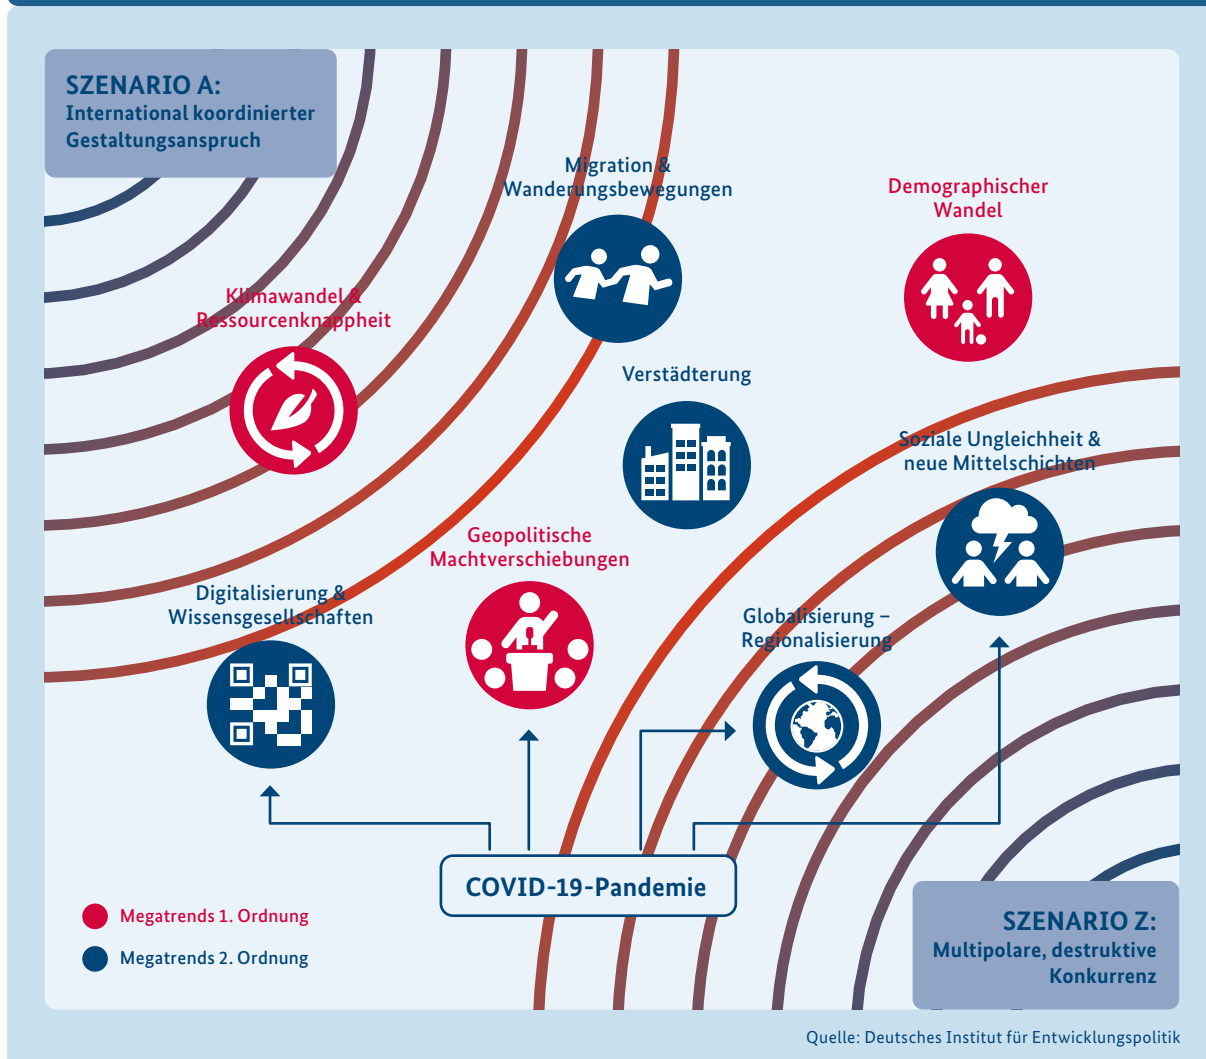 SZENARIO A:
International koordinierter
Gestaltungsanspruch
Migration &
Wanderungsbewegungen
Demographischer
Wandel
Klimawandel &
Ressourcenknappheit
Verstädterung
Soziale Ungleichheit &
neue Mittelschichten
Geopolitische
Machtverschiebungen
Digitalisierung &
Wissensgesellschaften
Globalisierung –
Regionalisierung
COVID-19-Pandemie
Megatrends 1. Ordnung
Megatrends 2. Ordnung
SZENARIO Z:
Multipolare, destruktive
Konkurrenz
Quelle: Deutsches Institut für Entwicklungspolitik